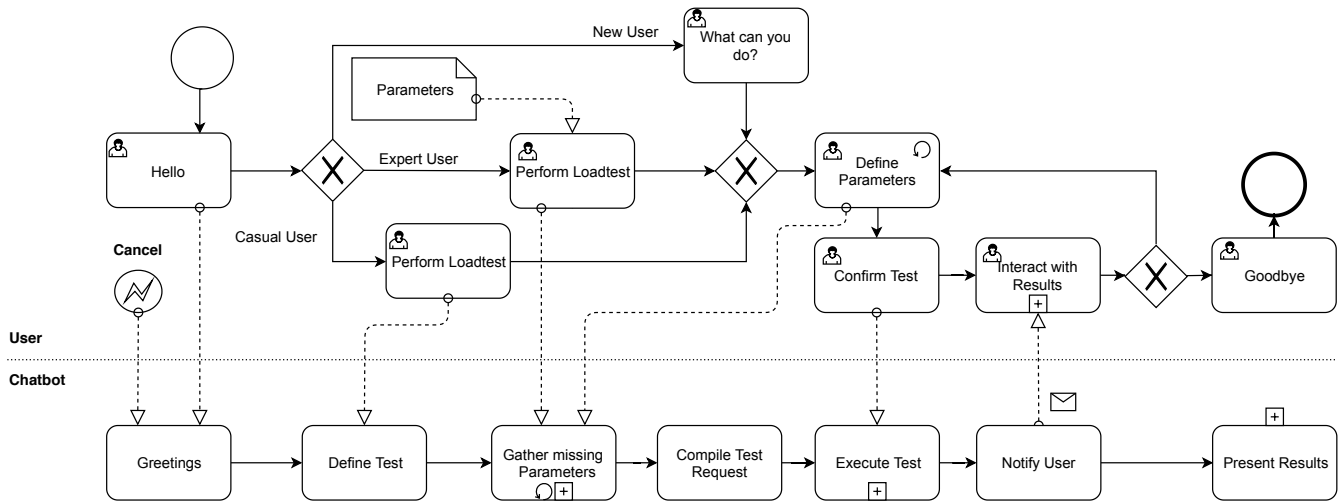 New User
What can you
do?
Parameters
Hello
Expert User
Perform Loadtest
Define
Parameters
Casual User
Perform Loadtest
Cancel
Confirm Test
Interact with
Results
Goodbye
User
Chatbot
Greetings
Define Test
Gather missing
Parameters
Compile Test
Request
Execute Test
Notify User
Present Results